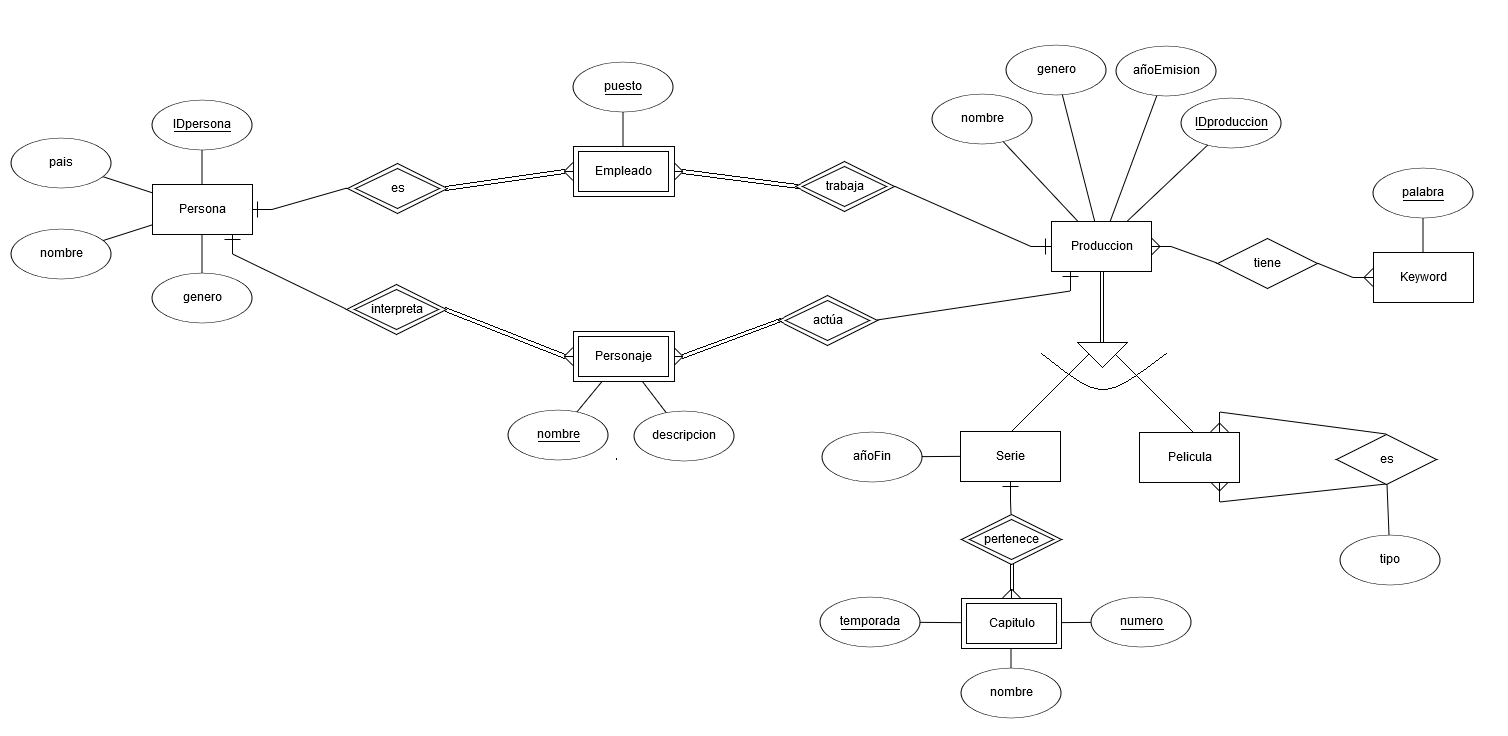 genero
añoEmision
puesto
nombre
IDproduccion
IDpersona
pais
Empleado
es
trabaja
palabra
Persona
Produccion
nombre
tiene
Keyword
genero
interpreta
actúa
Personaje
nombre
descripcion
añoFin
Serie
Pelicula
es
pertenece
tipo
temporada
Capitulo
numero
nombre